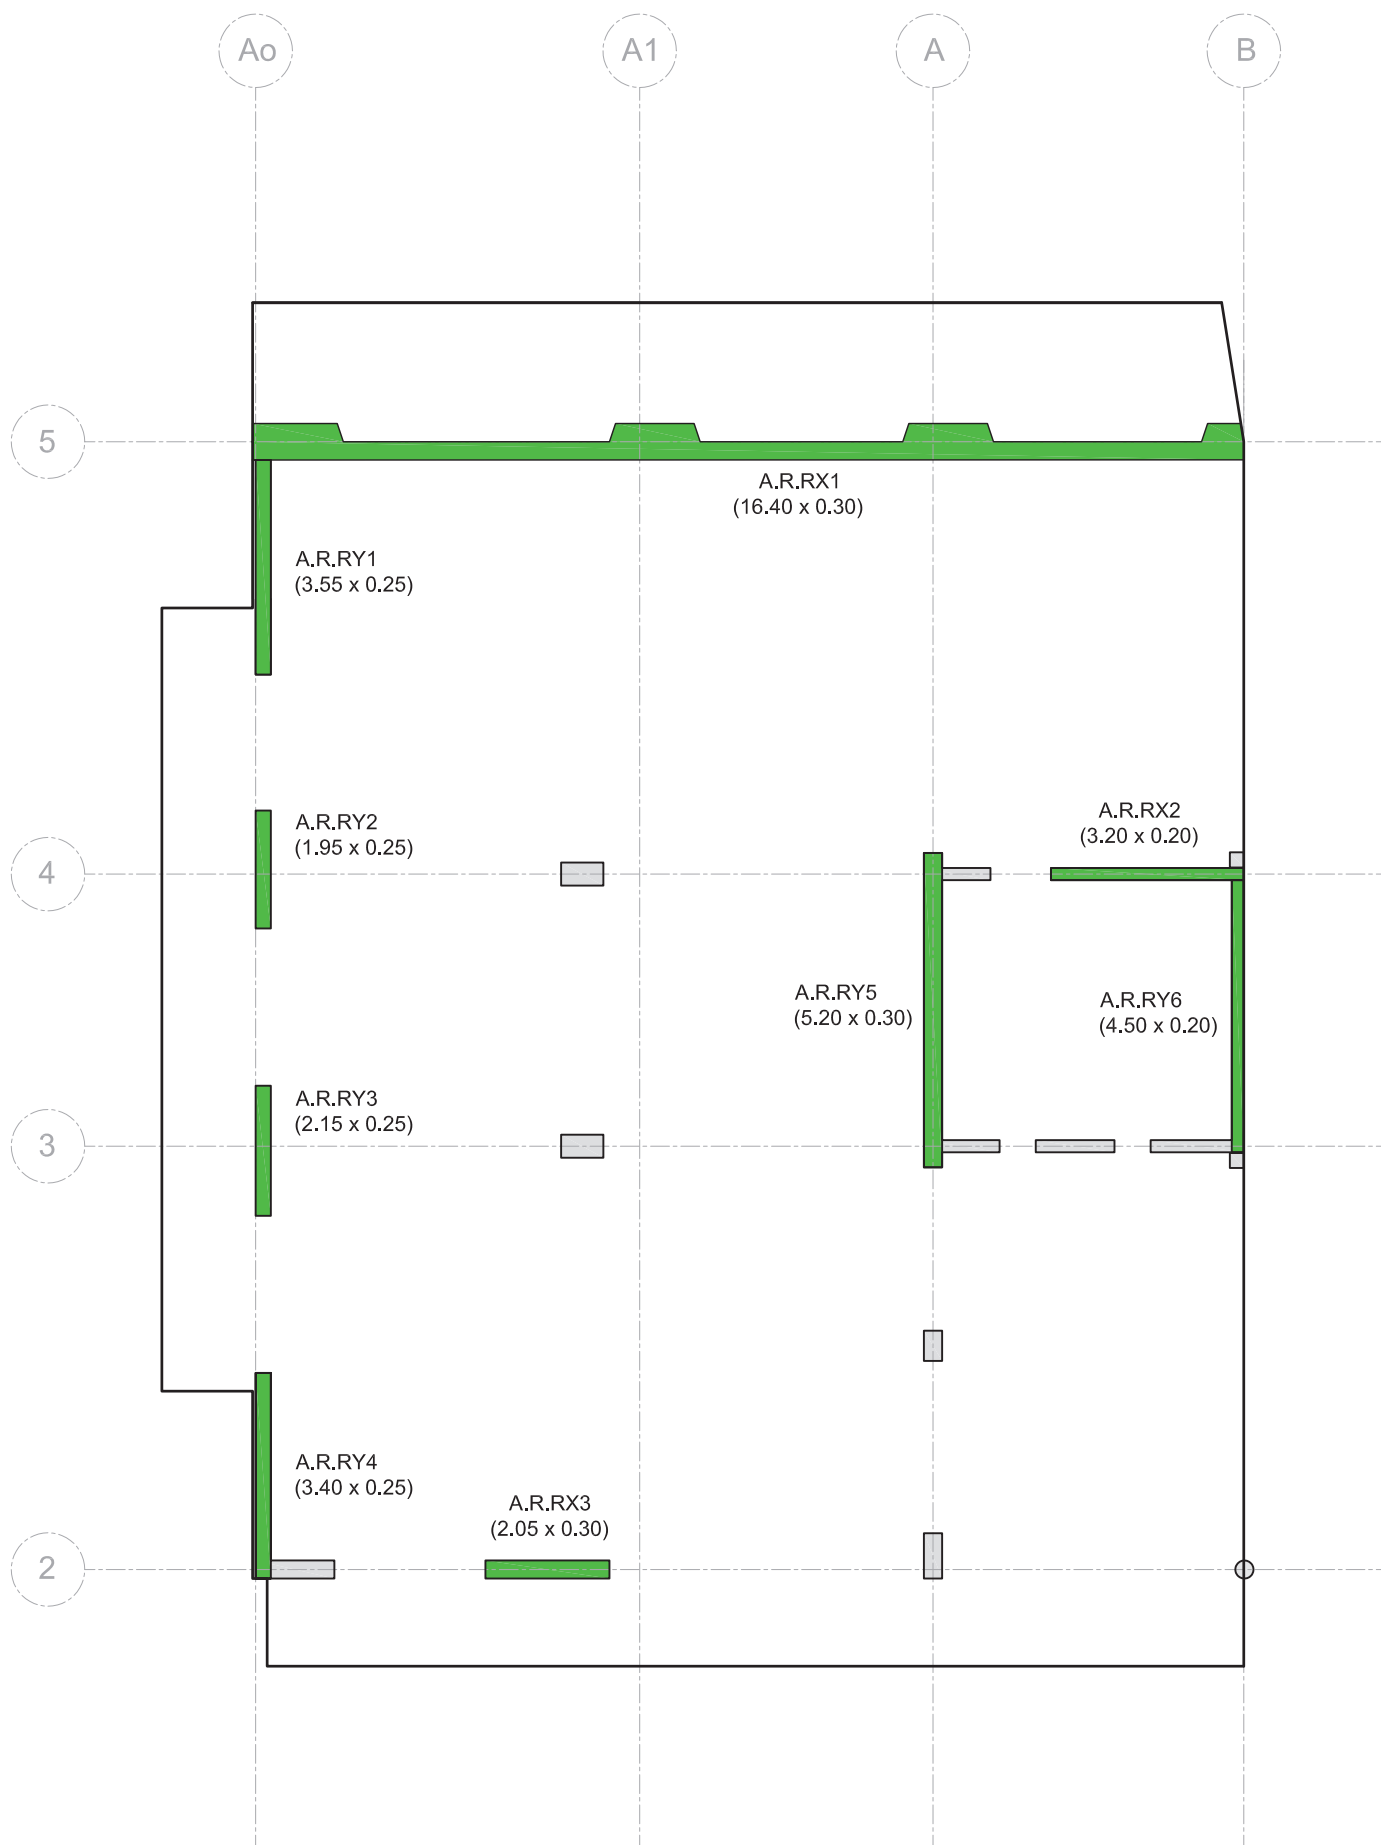 Ao
A1
A
B
5
A.R.RX1
(16.40 x 0.30)
A.R.RY1
(3.55 x 0.25)
A.R.RY2
(1.95 x 0.25)
A.R.RX2
(3.20 x 0.20)
4
A.R.RY5
(5.20 x 0.30)
A.R.RY6
(4.50 x 0.20)
A.R.RY3
(2.15 x 0.25)
3
A.R.RY4
(3.40 x 0.25)
A.R.RX3
(2.05 x 0.30)
2